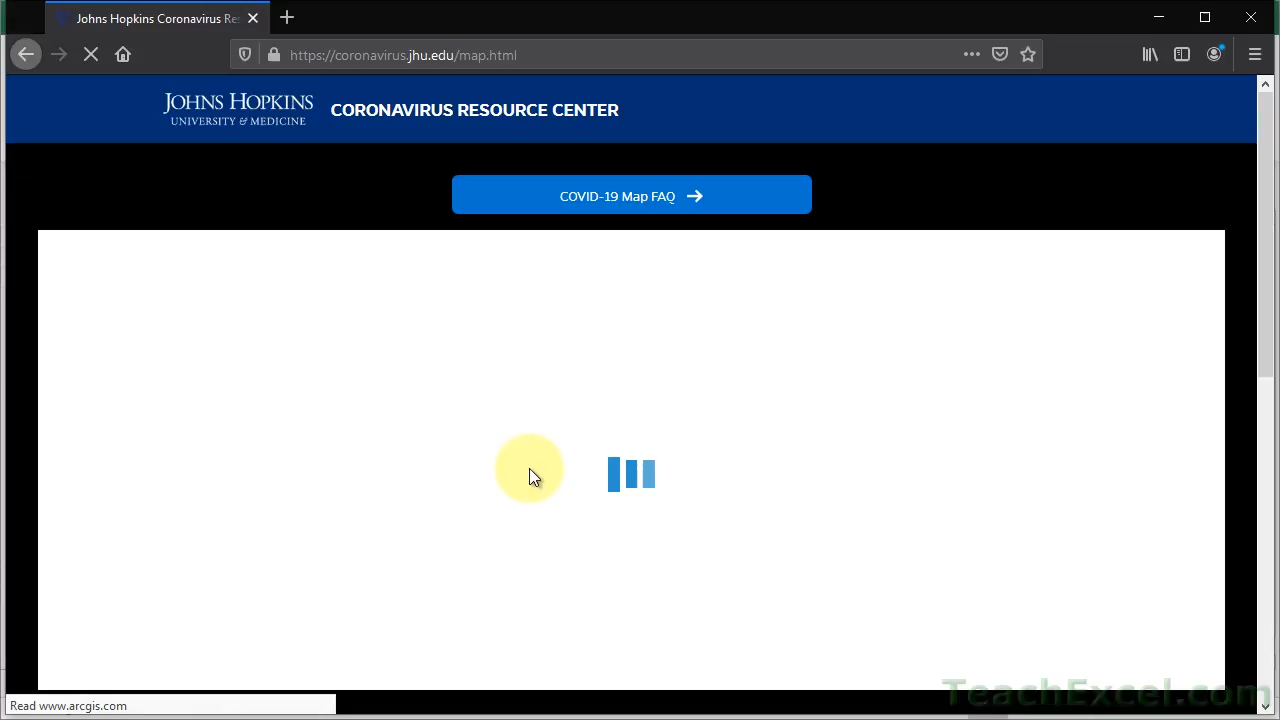 Johns Hopkins Coronavirus Re
https://coronavirus.jhu.edu/map.html
JOHNS HOPKINS
UNIVERSITY & MEDICINE
CORONAVIRUS RESOURCE CENTER
COVID-19 Map FAQ
Read www.arcgis.com
TeachExcel.com